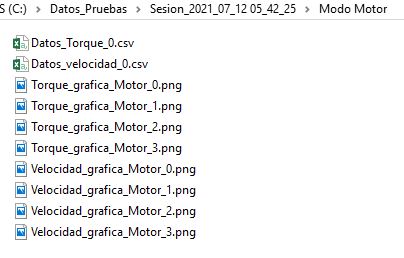 S (C:) > Datos_Pruebas > Sesion_2021_07_12 05_42_25 > Modo Motor
Datos_Torque_0.csv
Datos_velocidad_0.csv
Torque_grafica_Motor_0.png
Torque_grafica_Motor_1.png
Torque_grafica_Motor_2.png
Torque_grafica_Motor_3.png
Velocidad_grafica_Motor_0.png
Velocidad_grafica_Motor_1.png
Velocidad_grafica_Motor_2.png
Velocidad_grafica_Motor_3.png